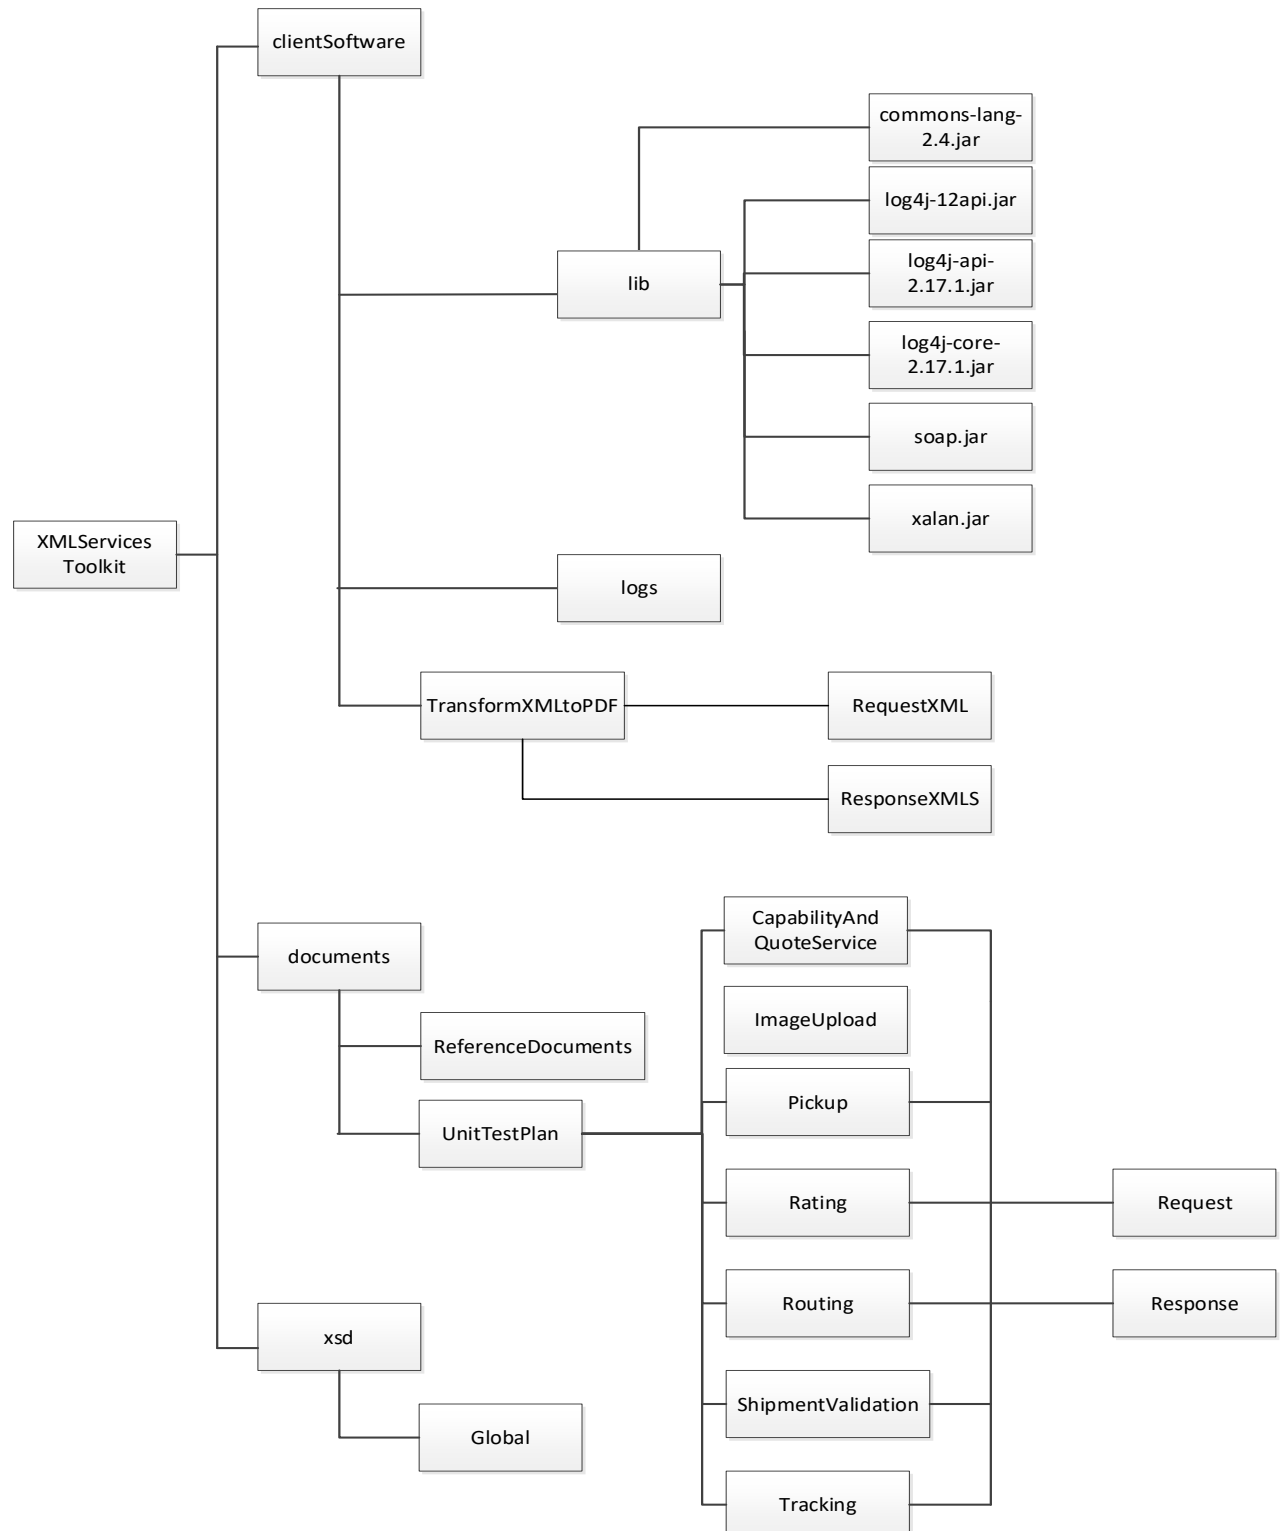 clientSoftware
commons-lang-
2.4.jar
log4j-12api.jar
lib
log4j-api-
2.17.1.jar
log4j-core-
2.17.1.jar
soap.jar
xalan.jar
XMLServices
Toolkit
logs
TransformXMLtoPDF
RequestXML
ResponseXMLS
CapabilityAnd
QuoteService
documents
ImageUpload
ReferenceDocuments
Pickup
UnitTestPlan
Rating
Request
Routing
Response
xsd
ShipmentValidation
Global
Tracking